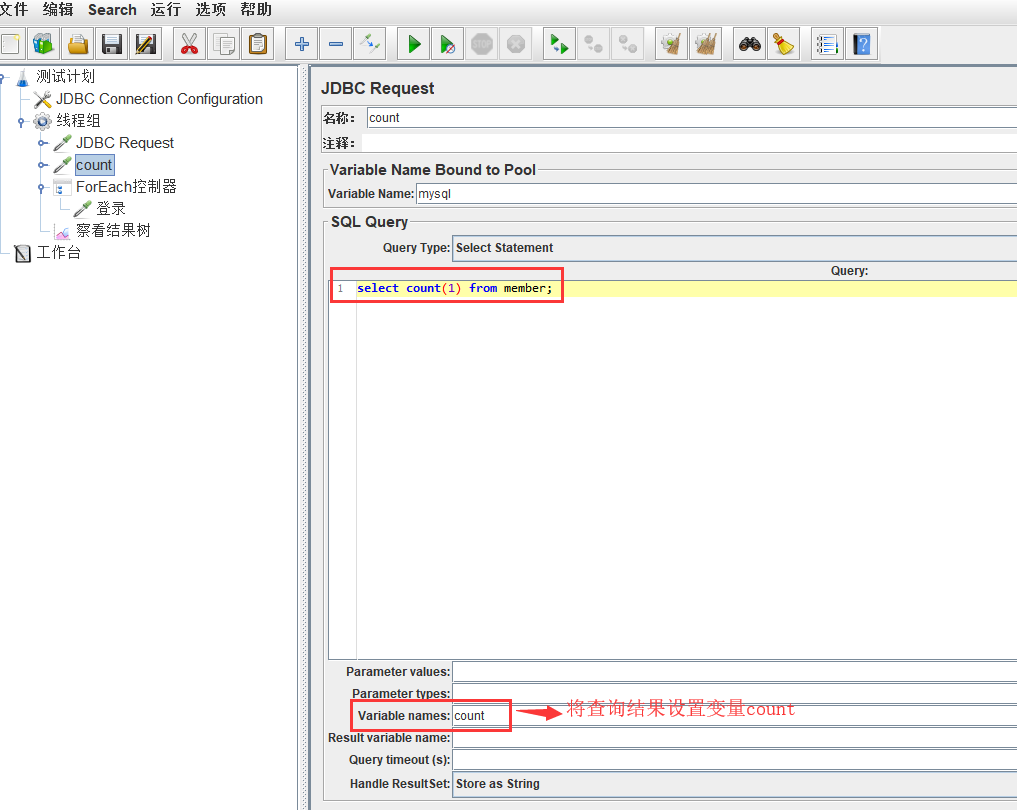 文件 编辑 Search 运行 选项 帮助
STOP
测试计划
JDBC Connection Configuration
线程组
JDBC Request
count
ForEach控制器
登录
察看结果树
工作台
JDBC Request
名称： count
注释：
Variable Name Bound to Pool
Variable Name: mysql
SQL Query
Query Type: Select Statement
Query:
1 select count(1) from member;
Parameter values:
Parameter types:
Variable names: count 将查询结果设置变量count
Result variable name:
Query timeout (s):
Handle ResultSet: Store as String